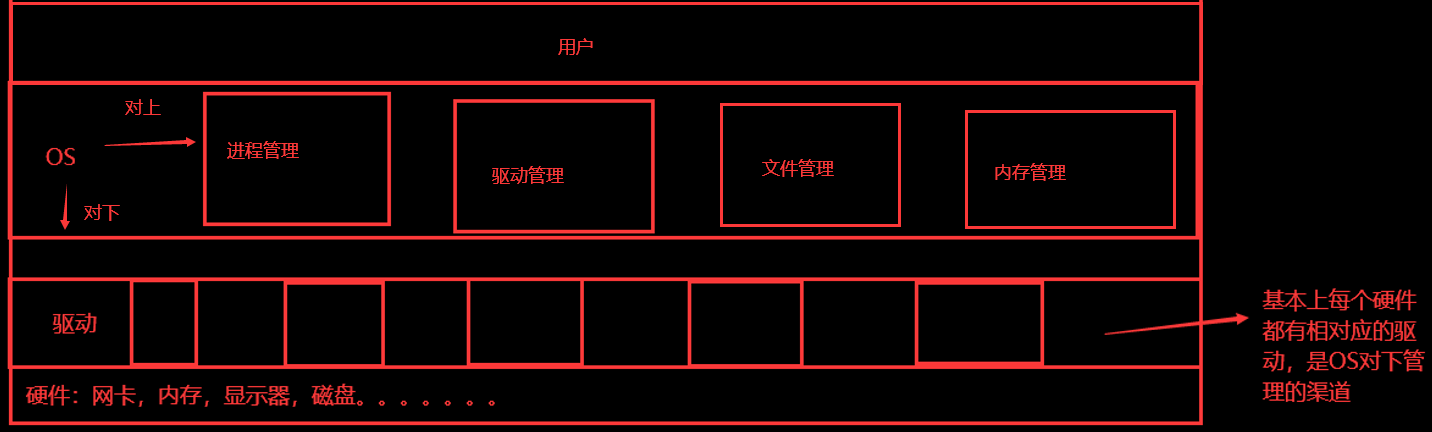 用户
对上
OS
进程管理
驱动管理
文件管理
内存管理
对下
驱动
基本上每个硬件
都有相对应的驱
动，是OS对下管
理的渠道
硬件：网卡，内存，显示器，磁盘。。。。。。。